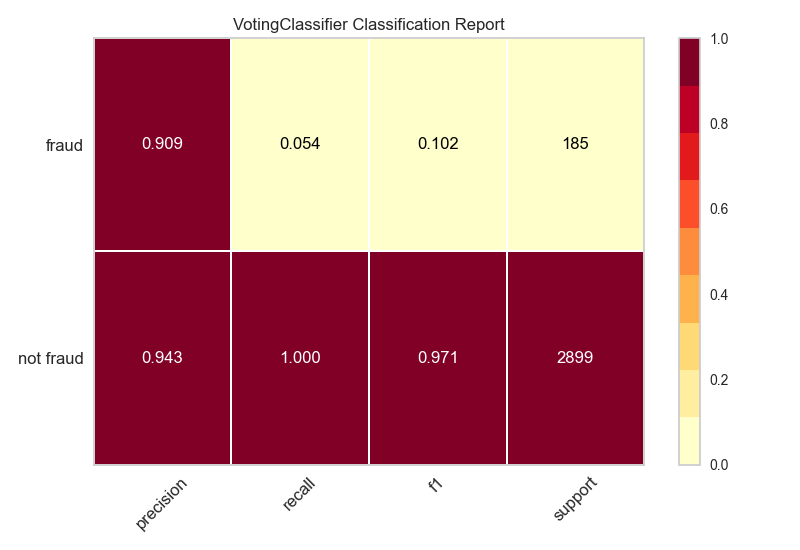 VotingClassifier Classification Report
fraud 0.909 0.054 0.102 185
not fraud 0.943 1.000 0.971 2899
precision recall f1 support
1.0
0.8
0.6
0.4
0.2
0.0